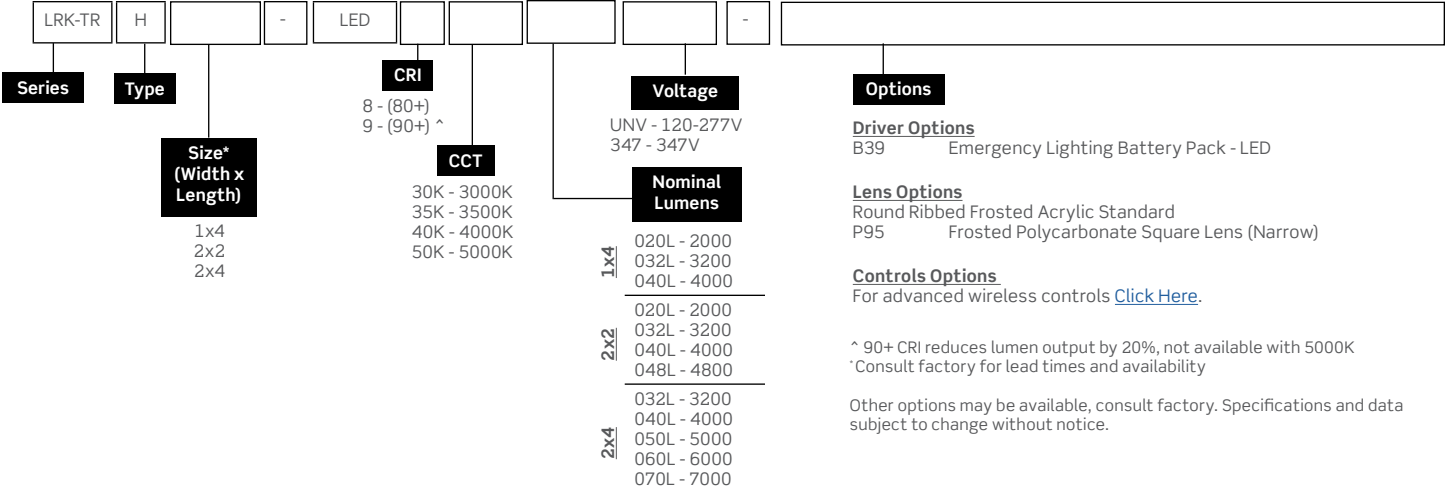 LRK-TR H - LED -
Series
Type
Size*
(Width x
Length)
1x4
2x2
2x4
CRI
8 - (80+)
9 - (90+) ^
CCT
30K - 3000K
35K - 3500K
40K - 4000K
50K - 5000K
Voltage
UNV - 120-277V
347 - 347V
Nominal
Lumens
1x4
020L - 2000
032L - 3200
040L - 4000
2x2
020L - 2000
032L - 3200
040L - 4000
048L - 4800
2x4
032L - 3200
040L - 4000
050L - 5000
060L - 6000
070L - 7000
Options
Driver Options
B39 Emergency Lighting Battery Pack - LED
Lens Options
Round Ribbed Frosted Acrylic Standard
P95 Frosted Polycarbonate Square Lens (Narrow)
Controls Options
For advanced wireless controls Click Here.
^ 90+ CRI reduces lumen output by 20%, not available with 5000K
*Consult factory for lead times and availability
Other options may be available, consult factory. Specifications and data
subject to change without notice.